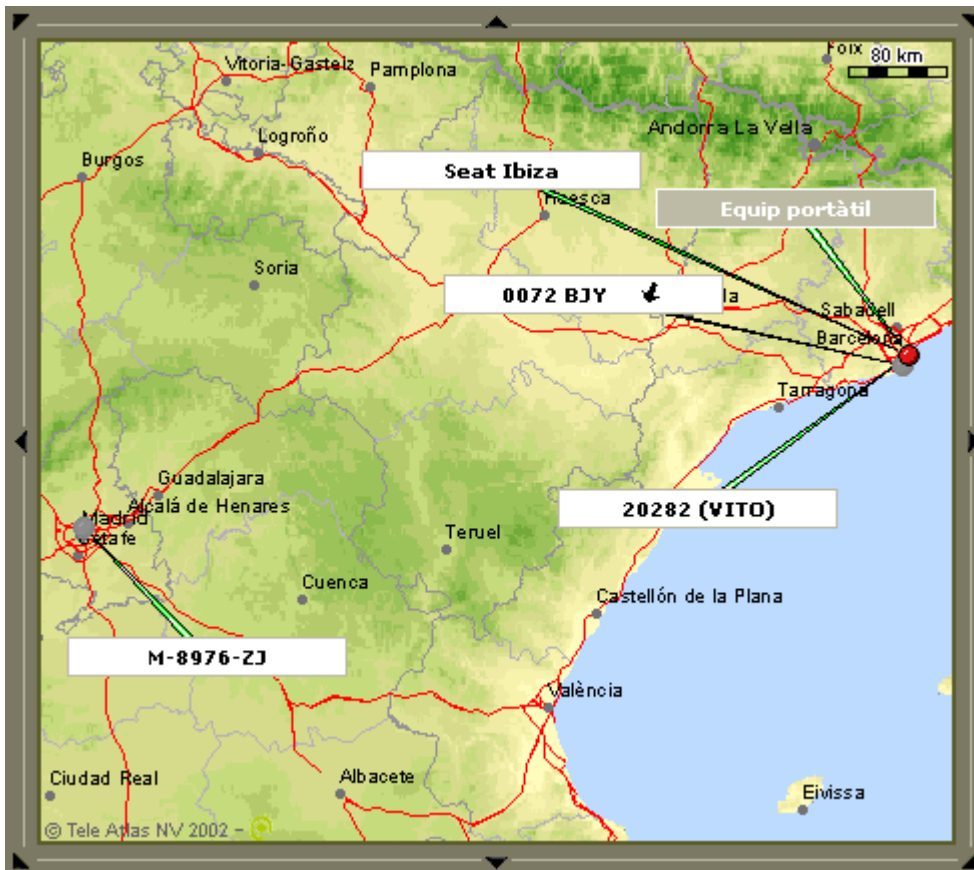 Foix
80 km
Vitoria-Gasteiz
Pamplona
Andorra La Vella
Logroño
Burgos
Seat Ibiza
Huesca
Equip portàtil
Soria
0072 BJY
la
Sabadell
Barcelona
Tarragona
Guadalajara
Alcalá de Henares
Madrid
Getafe
20282 (VITO)
Teruel
Cuenca
Castellón de la Plana
M-8976-ZJ
València
Ciudad Real
Albacete
Eivissa
© Tele Atlas NV 2002 -